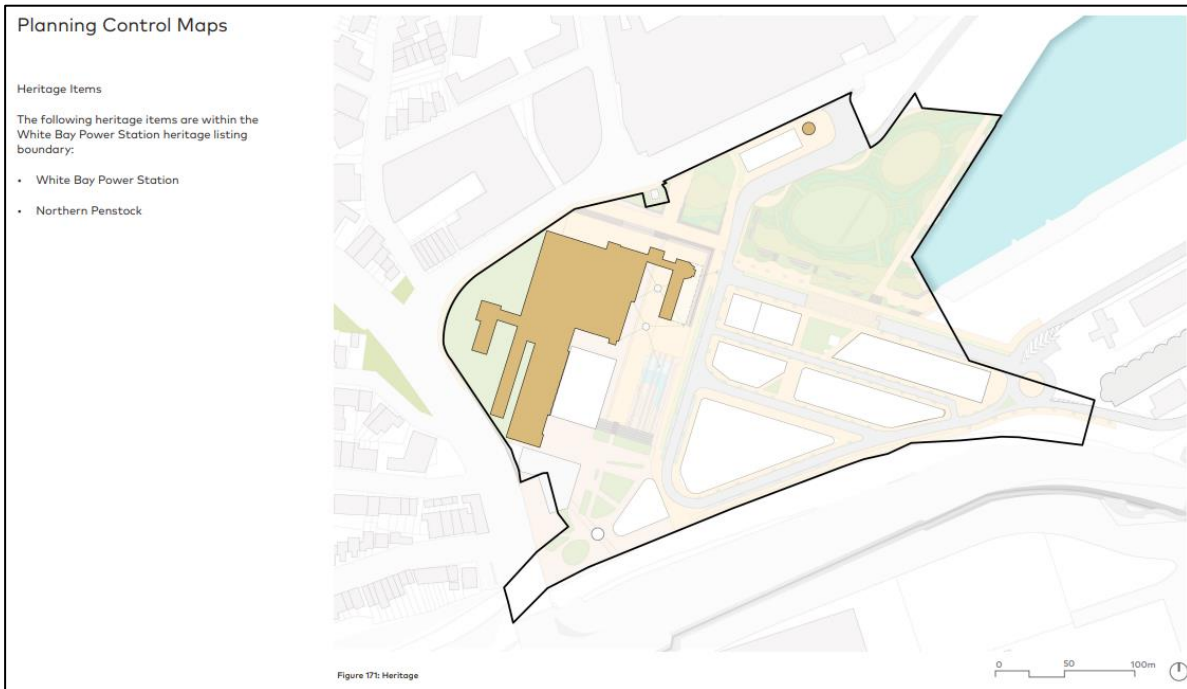 Planning Control Maps
Heritage Items
The following heritage items are within the
White Bay Power Station heritage listing
boundary:
• White Bay Power Station
• Northern Penstock
Figure 171: Heritage
0 50 100m